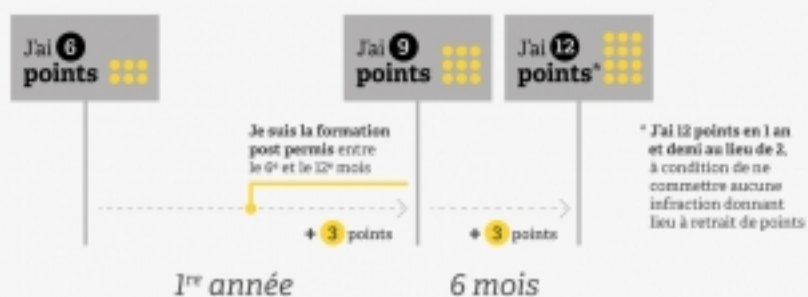 J'ai 6
points
J'ai 9
points
J'ai 12
points*
Je suis la formation
post permis entre
le 6e et le 12e mois
* J'ai 12 points en 1 an
et demi au lieu de 2,
à condition de ne
commettre aucune
infraction donnant
lieu à retrait de points
+ 3 points
+ 3 points
1re année
6 mois